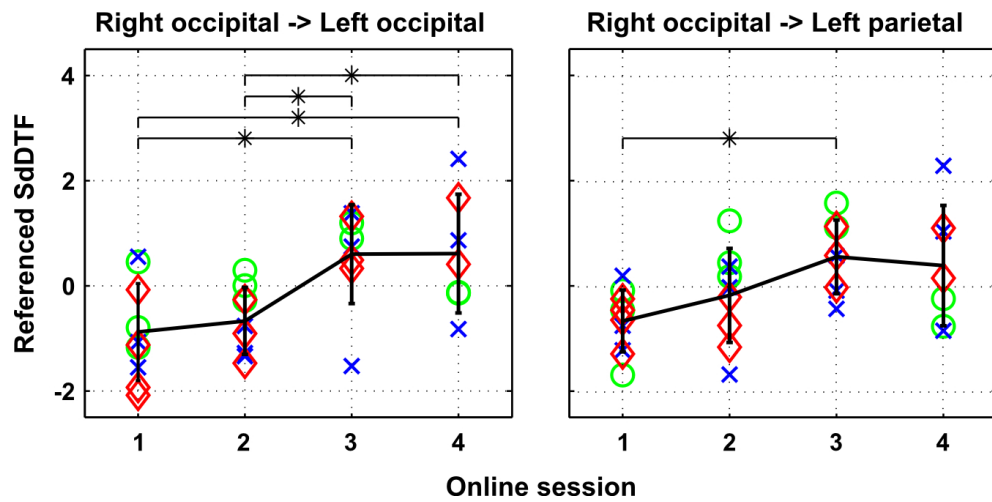 Right occipital -> Left occipital
Right occipital -> Left parietal
Referenced SdDTF
4
2
0
-2
1 2 3 4
1 2 3 4
Online session